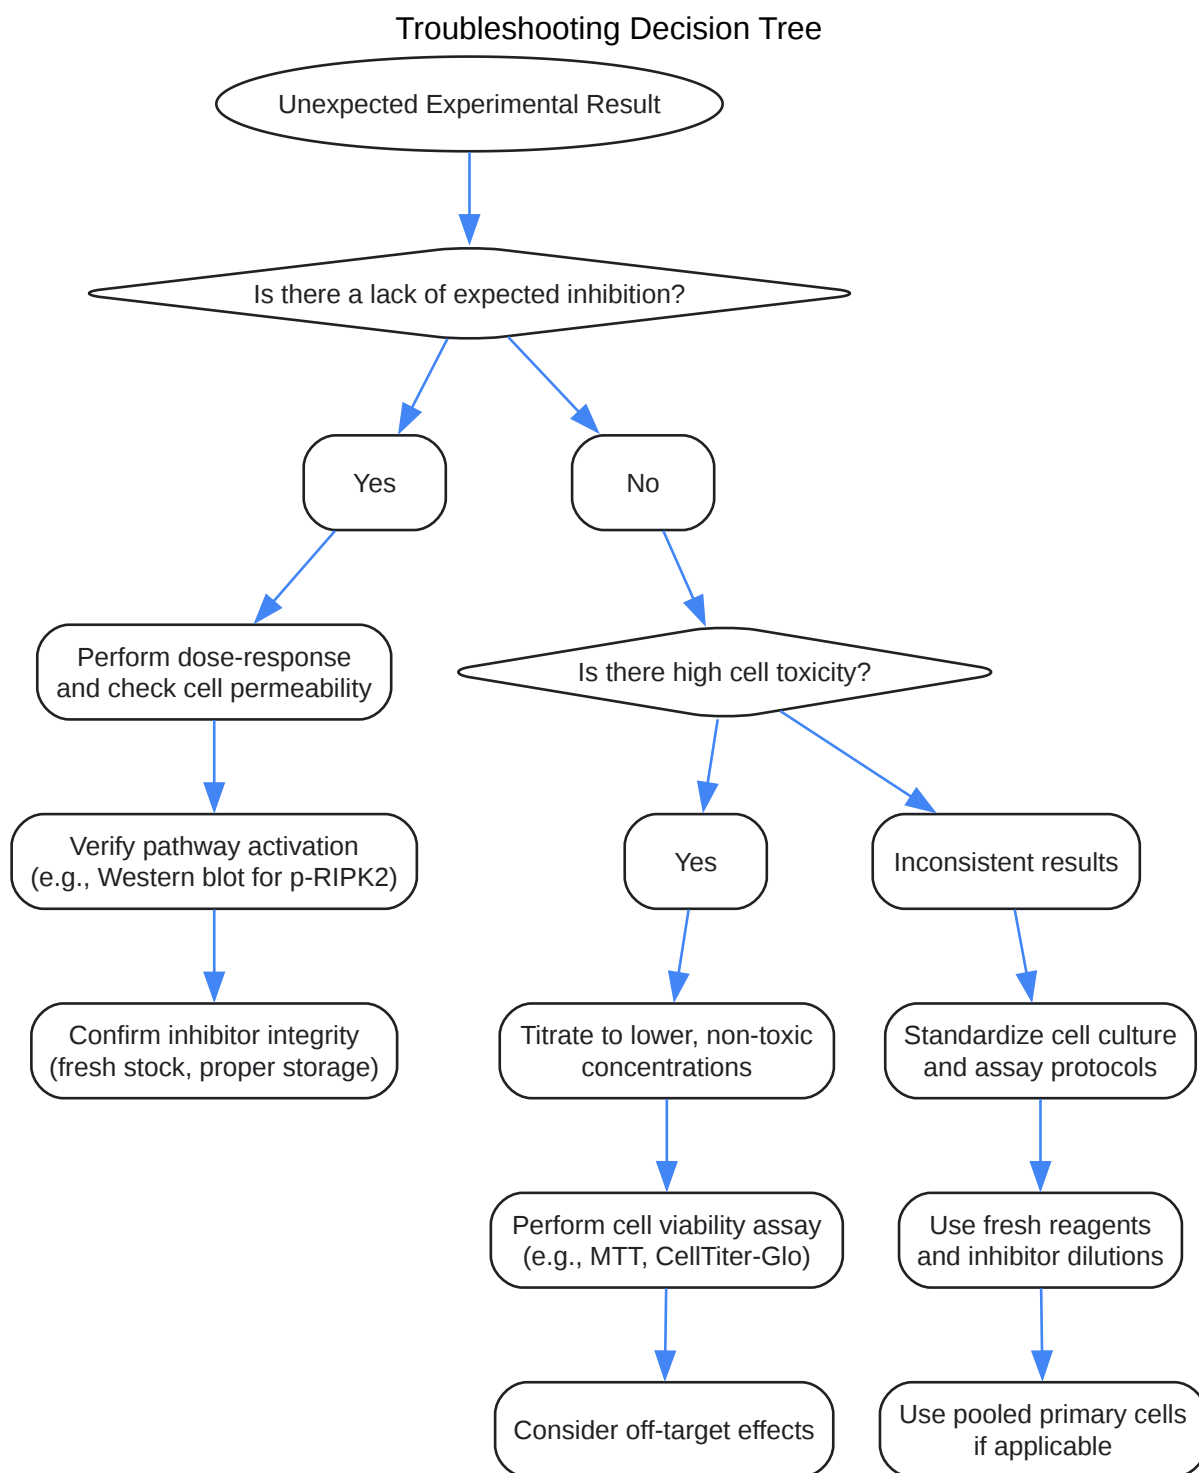 Troubleshooting Decision Tree
Unexpected Experimental Result
Is there a lack of expected inhibition?
Yes
No
Perform dose-response
and check cell permeability
Is there high cell toxicity?
Verify pathway activation
(e.g., Western blot for p-RIPK2)
Yes
Inconsistent results
Confirm inhibitor integrity
(fresh stock, proper storage)
Titrate to lower, non-toxic
concentrations
Standardize cell culture
and assay protocols
Perform cell viability assay
(e.g., MTT, CellTiter-Glo)
Use fresh reagents
and inhibitor dilutions
Consider off-target effects
Use pooled primary cells
if applicable